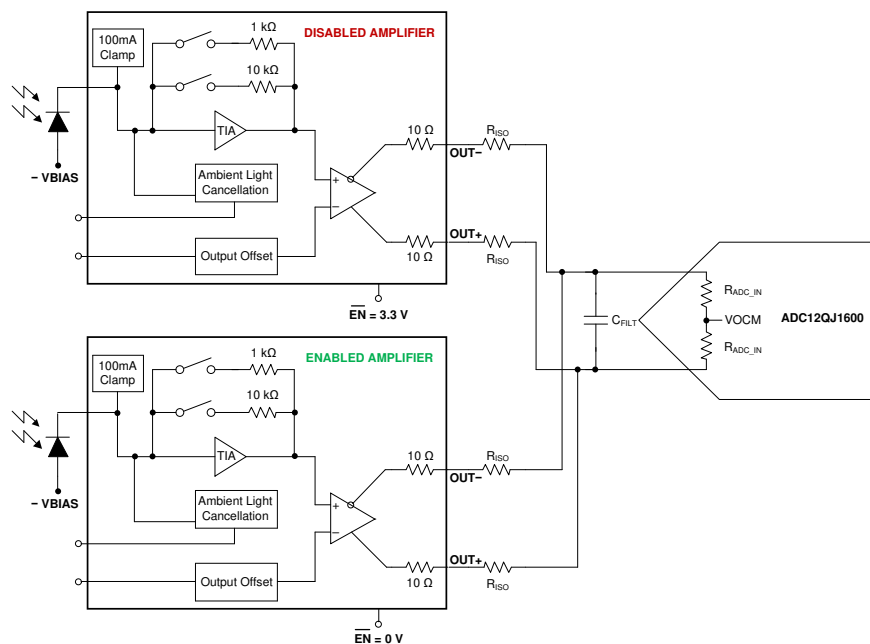 DISABLED AMPLIFIER
100mA
Clamp
1 kΩ
10 kΩ
TIA
− VBIAS
Ambient Light
Cancellation
Output Offset
+
−
10 Ω
OUT−
RISO
OUT+
10 Ω
RISO
EN = 3.3 V
CFILT
RADC_IN
VOCM
RADC_IN
ADC12QJ1600
ENABLED AMPLIFIER
100mA
Clamp
1 kΩ
10 kΩ
TIA
− VBIAS
Ambient Light
Cancellation
Output Offset
+
−
10 Ω
OUT−
RISO
OUT+
10 Ω
RISO
EN = 0 V